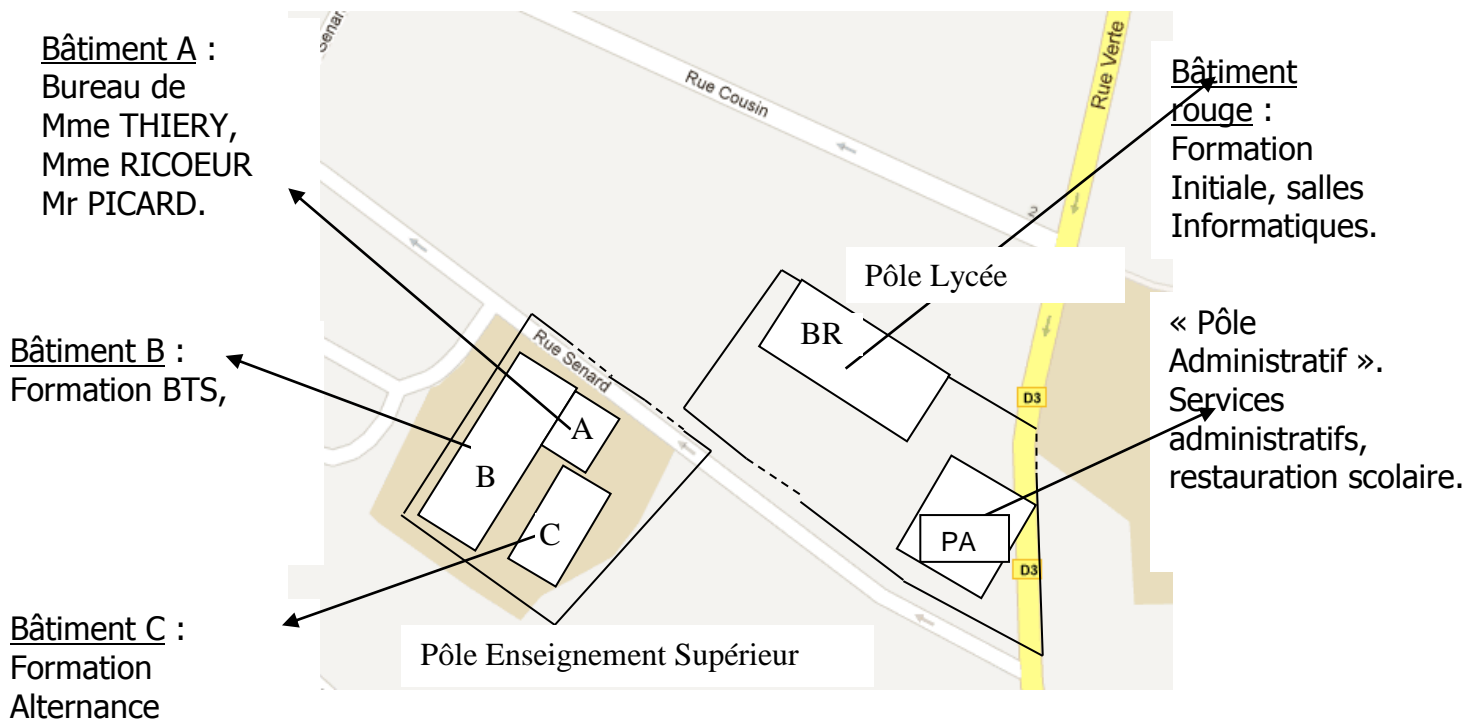 Bâtiment A :
Bureau de
Mme THIERY,
Mme RICOEUR
Mr PICARD.
Bâtiment B :
Formation BTS,
Bâtiment C :
Formation
Alternance
Senard
Rue Cousin
Rue Verte
2
Pôle Lycée
BR
Rue Senard
A
B
C
D3
PA
D3
Pôle Enseignement Supérieur
Bâtiment
rouge :
Formation
Initiale, salles
Informatiques.
« Pôle
Administratif ».
Services
administratifs,
restauration scolaire.